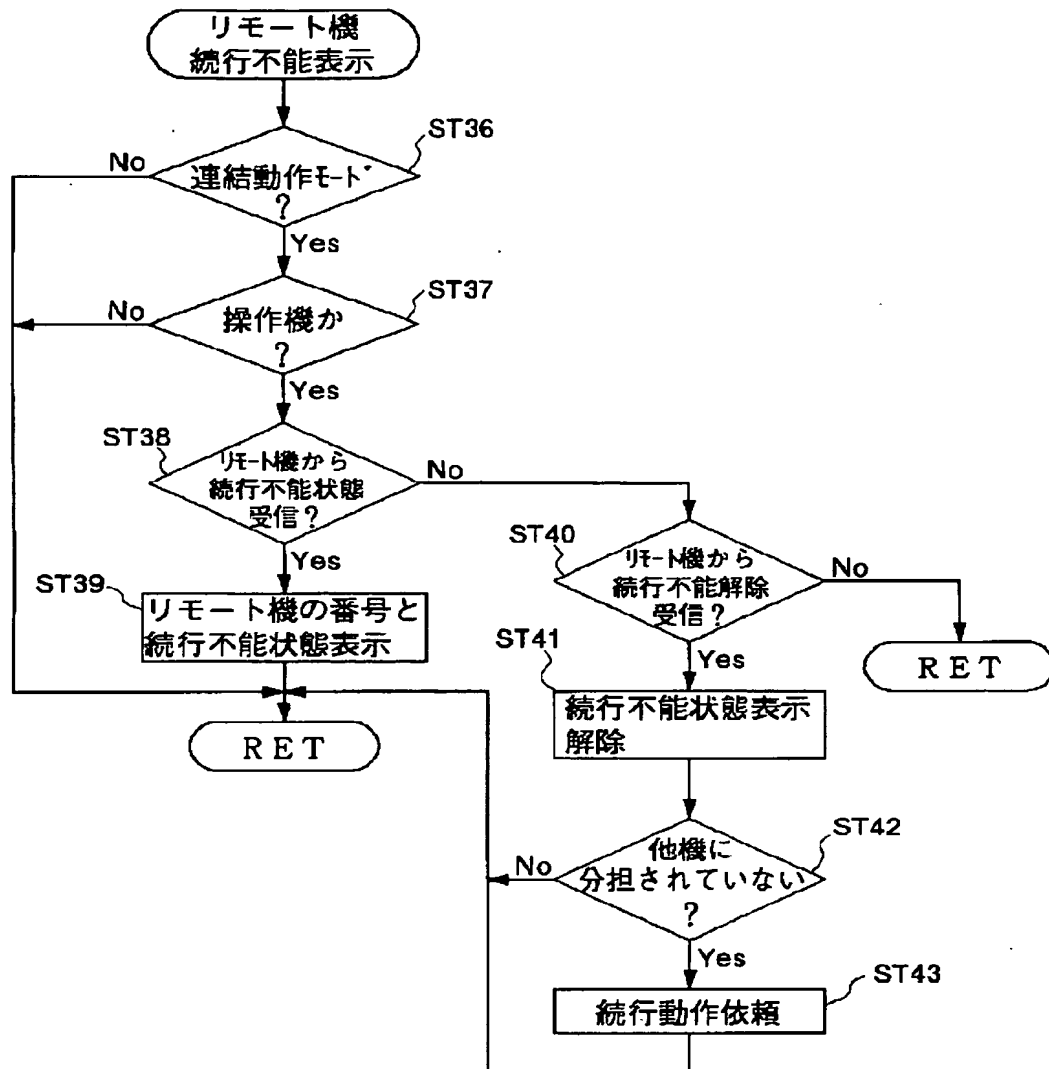 リモート機
続行不能表示
ST36
No
連結動作ﾓｰﾄﾞ
?
Yes
ST37
No
操作機か
?
Yes
ST38
ﾘﾓｰﾄ機から
続行不能状態
受信?
No
Yes
ST39
リモート機の番号と
続行不能状態表示
RET
ST40
ﾘﾓｰﾄ機から
続行不能解除
受信?
No
Yes
RET
ST41
続行不能状態表示
解除
ST42
他機に
分担されていない
?
No
Yes
ST43
続行動作依頼